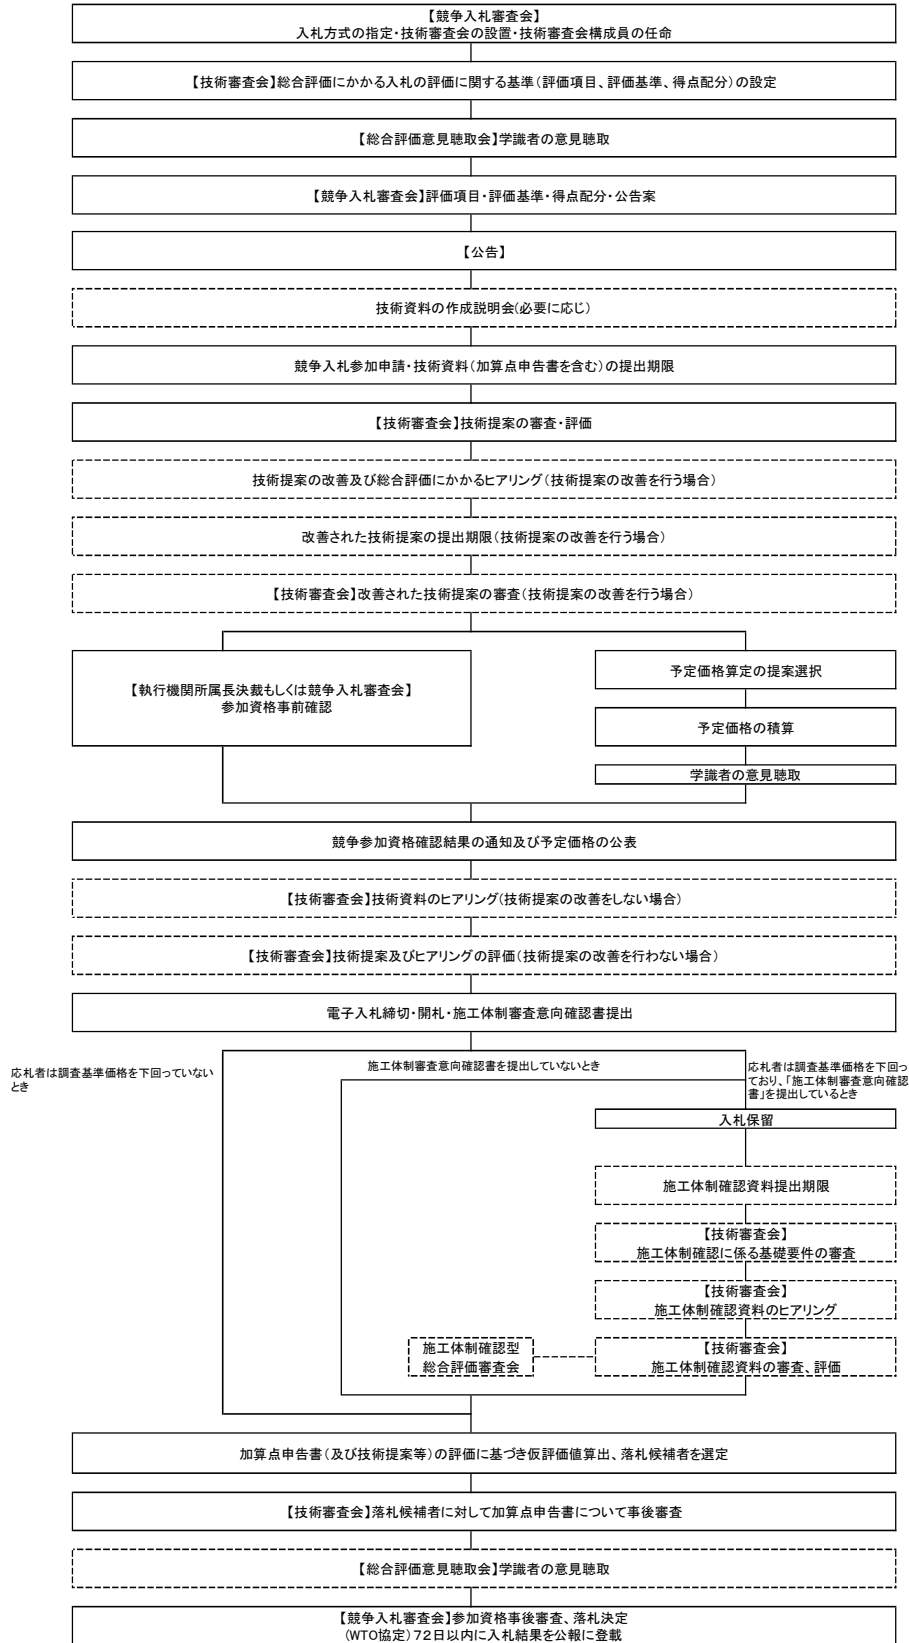 【競争入札審査会】
入札方式の指定・技術審査会の設置・技術審査会構成員の任命
【技術審査会】総合評価にかかる入札の評価に関する基準(評価項目、評価基準、得点配分)の設定
【総合評価意見聴取会】学識者の意見聴取
【競争入札審査会】評価項目・評価基準・得点配分・公告案
【公告】
技術資料の作成説明会(必要に応じ)
競争入札参加申請・技術資料(加算点申告書を含む)の提出期限
【技術審査会】技術提案の審査・評価
技術提案の改善及び総合評価にかかるヒアリング(技術提案の改善を行う場合)
改善された技術提案の提出期限(技術提案の改善を行う場合)
【技術審査会】改善された技術提案の審査(技術提案の改善を行う場合)
【執行機関所属長決裁もしくは競争入札審査会】
参加資格事前確認
予定価格算定の提案選択
予定価格の積算
学識者の意見聴取
競争参加資格確認結果の通知及び予定価格の公表
【技術審査会】技術資料のヒアリング(技術提案の改善をしない場合)
【技術審査会】技術提案及びヒアリングの評価(技術提案の改善を行わない場合)
電子入札締切・開札・施工体制審査意向確認書提出
応札者は調査基準価格を下回っていない
とき
施工体制審査意向確認書を提出していないとき
応札者は調査基準価格を下回っ
ており、「施工体制審査意向確認
書」を提出しているとき
入札保留
施工体制確認資料提出期限
【技術審査会】
施工体制確認に係る基礎要件の審査
【技術審査会】
施工体制確認資料のヒアリング
施工体制確認型
総合評価審査会
【技術審査会】
施工体制確認資料の審査、評価
加算点申告書(及び技術提案等)の評価に基づき仮評価値算出、落札候補者を選定
【技術審査会】落札候補者に対して加算点申告書について事後審査
【総合評価意見聴取会】学識者の意見聴取
【競争入札審査会】参加資格事後審査、落札決定
(WTO協定)72日以内に入札結果を公報に登載